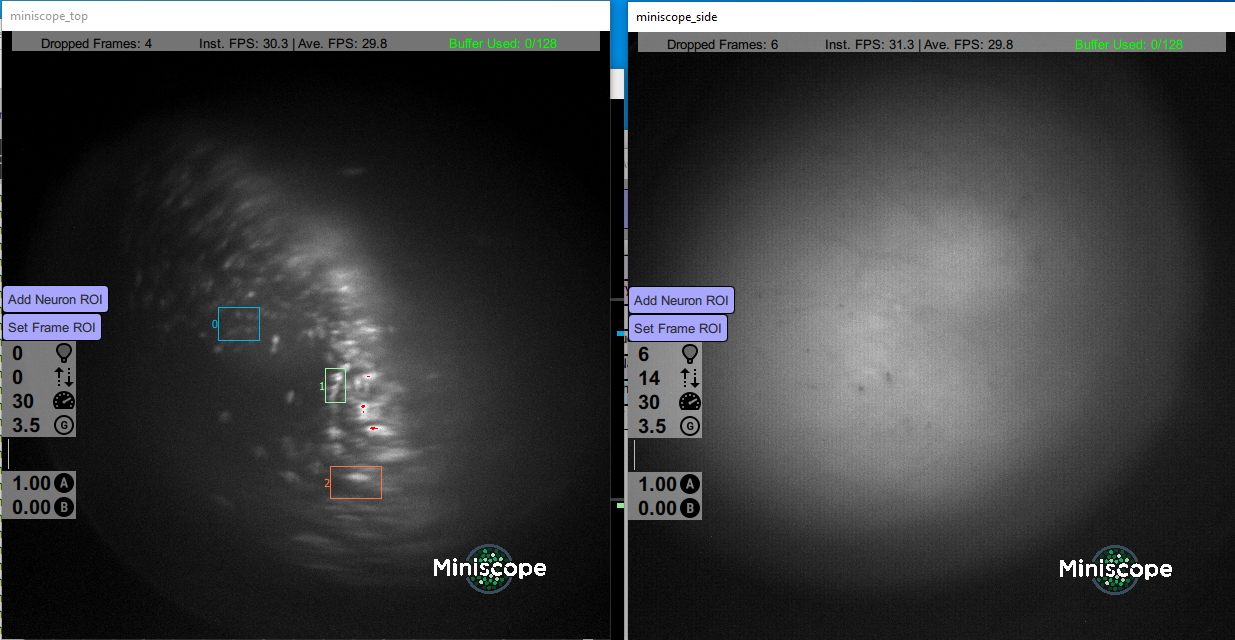 miniscope_top
Dropped Frames: 4 Inst. FPS: 30.3 | Ave. FPS: 29.8 Buffer Used: 0/128
Add Neuron ROI
Set Frame ROI
0
0
30
3.5 G
1.00 A
0.00 B
0
1
2
Miniscope
miniscope_side
Dropped Frames: 6 Inst. FPS: 31.3 | Ave. FPS: 29.8 Buffer Used: 0/128
Add Neuron ROI
Set Frame ROI
6
14
30
3.5 G
1.00 A
0.00 B
Miniscope